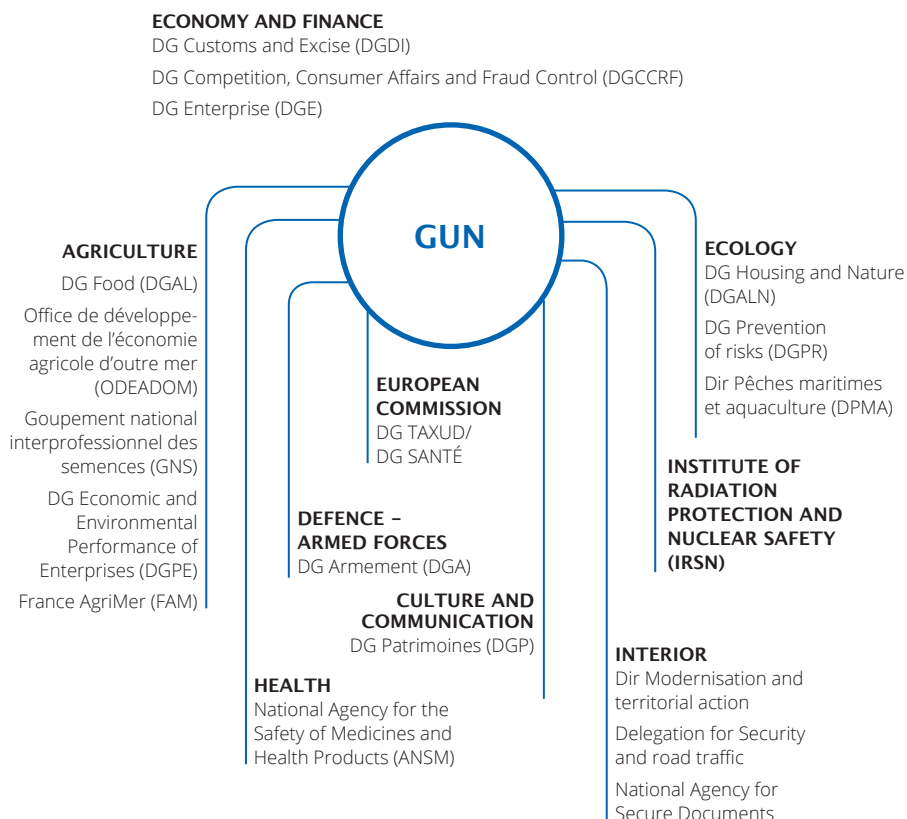 ECONOMY AND FINANCE
DG Customs and Excise (DGDI)
DG Competition, Consumer Affairs and Fraud Control (DGCCRF)
DG Enterprise (DGE)
GUN
AGRICULTURE
DG Food (DGAL)
Office de développe-
ment de l'économie
agricole d'outre mer
(ODEADOM)
Goupement national
interprofessionnel des
semences (GNS)
DG Economic and
Environmental
Performance of
Enterprises (DGPE)
France AgriMer (FAM)
HEALTH
National Agency for the
Safety of Medicines and
Health Products (ANSM)
DEFENCE –
ARMED FORCES
DG Armement (DGA)
EUROPEAN
COMMISSION
DG TAXUD/
DG SANTÉ
CULTURE AND
COMMUNICATION
DG Patrimoines (DGP)
INTERIOR
Dir Modernisation and
territorial action
Delegation for Security
and road traffic
National Agency for
Secure Documents
INSTITUTE OF
RADIATION
PROTECTION AND
NUCLEAR SAFETY
(IRSN)
ECOLOGY
DG Housing and Nature
(DGALN)
DG Prevention
of risks (DGPR)
Dir Pêches maritimes
et aquaculture (DPMA)